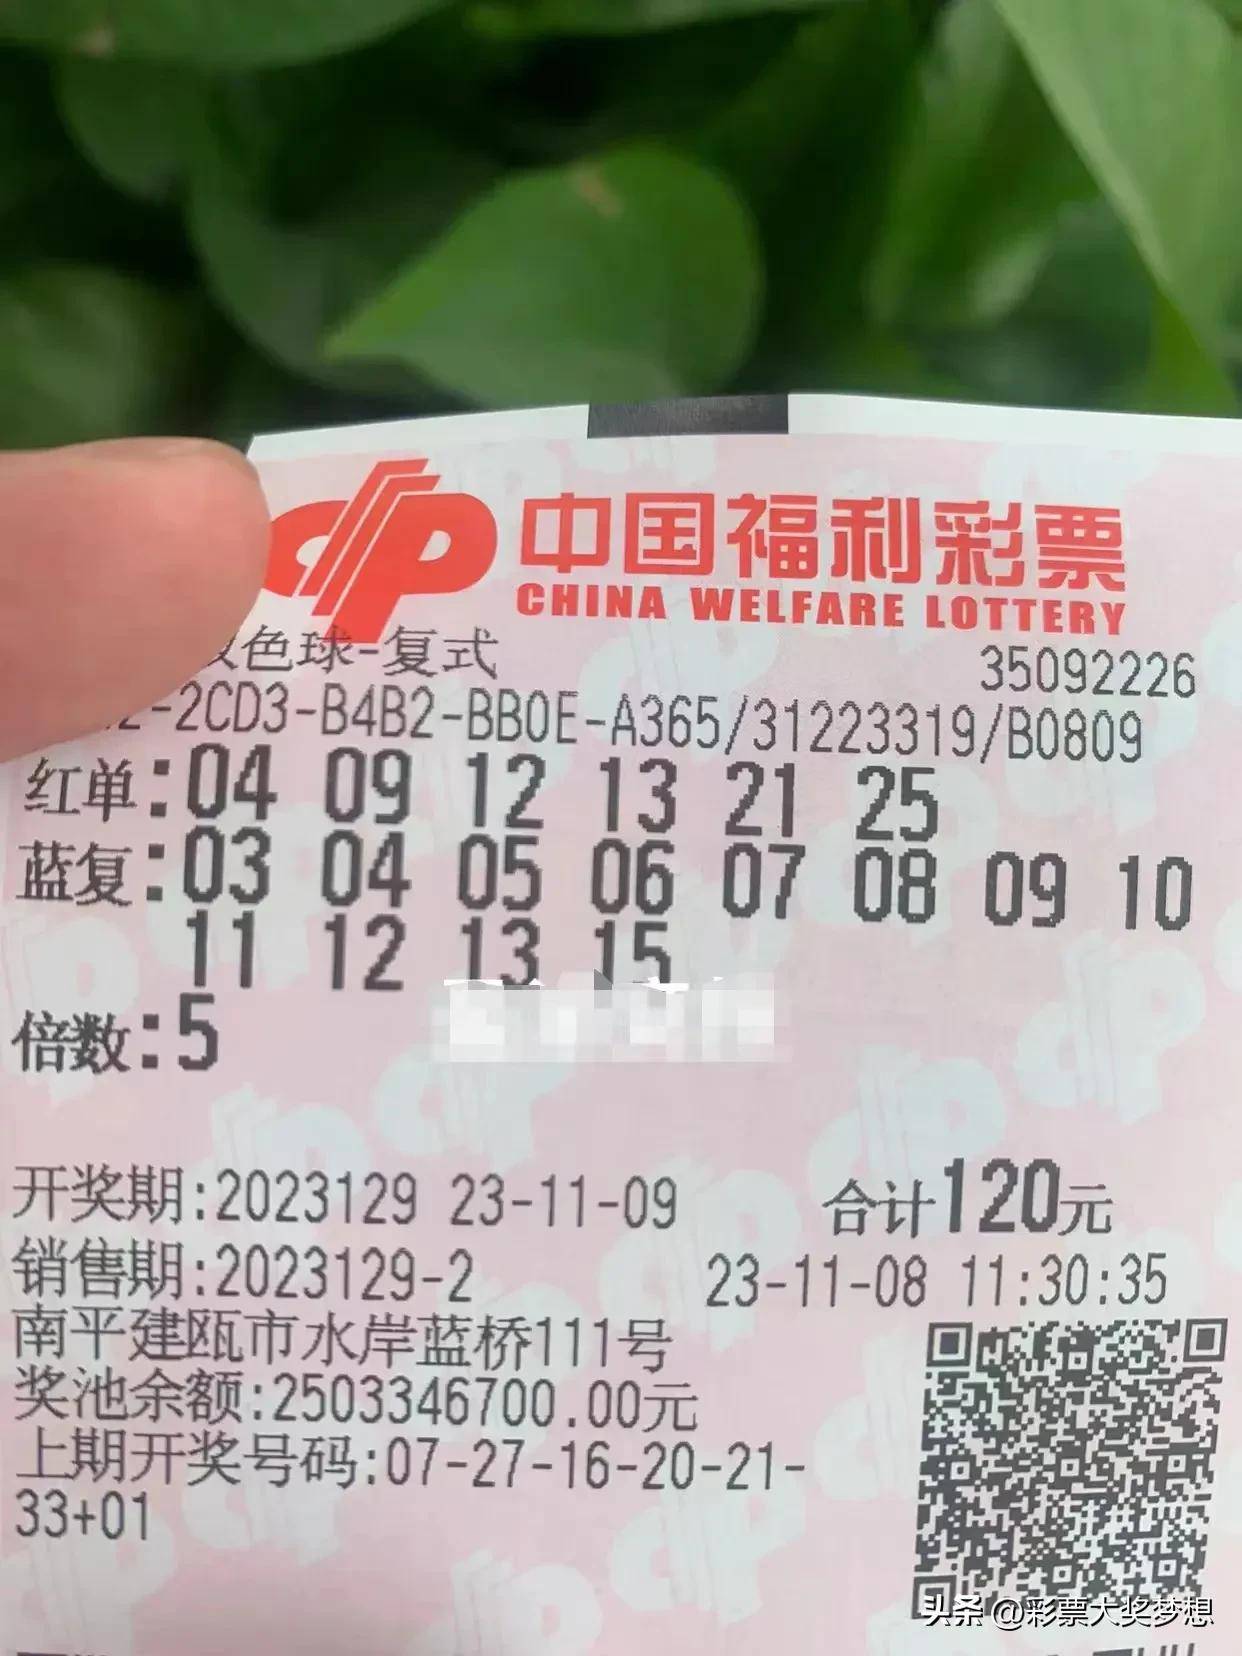 中国福利彩票
CHINA WELFARE LOTTERY
色球-复式
35092226
2-2CD3-B4B2-BB0E-A365/31223319/B0809
红单:04 09 12 13 21 25
蓝复:03 04 05 06 07 08 09 10
11 12 13 15
倍数:5
开奖期:2023129 23-11-09 合计120元
销售期:2023129-2 23-11-08 11:30:35
南平建瓯市水岸蓝桥111号
奖池余额:2503346700.00元
上期开奖号码:07-27-16-20-21-
33+01
头条 @彩票大奖梦想